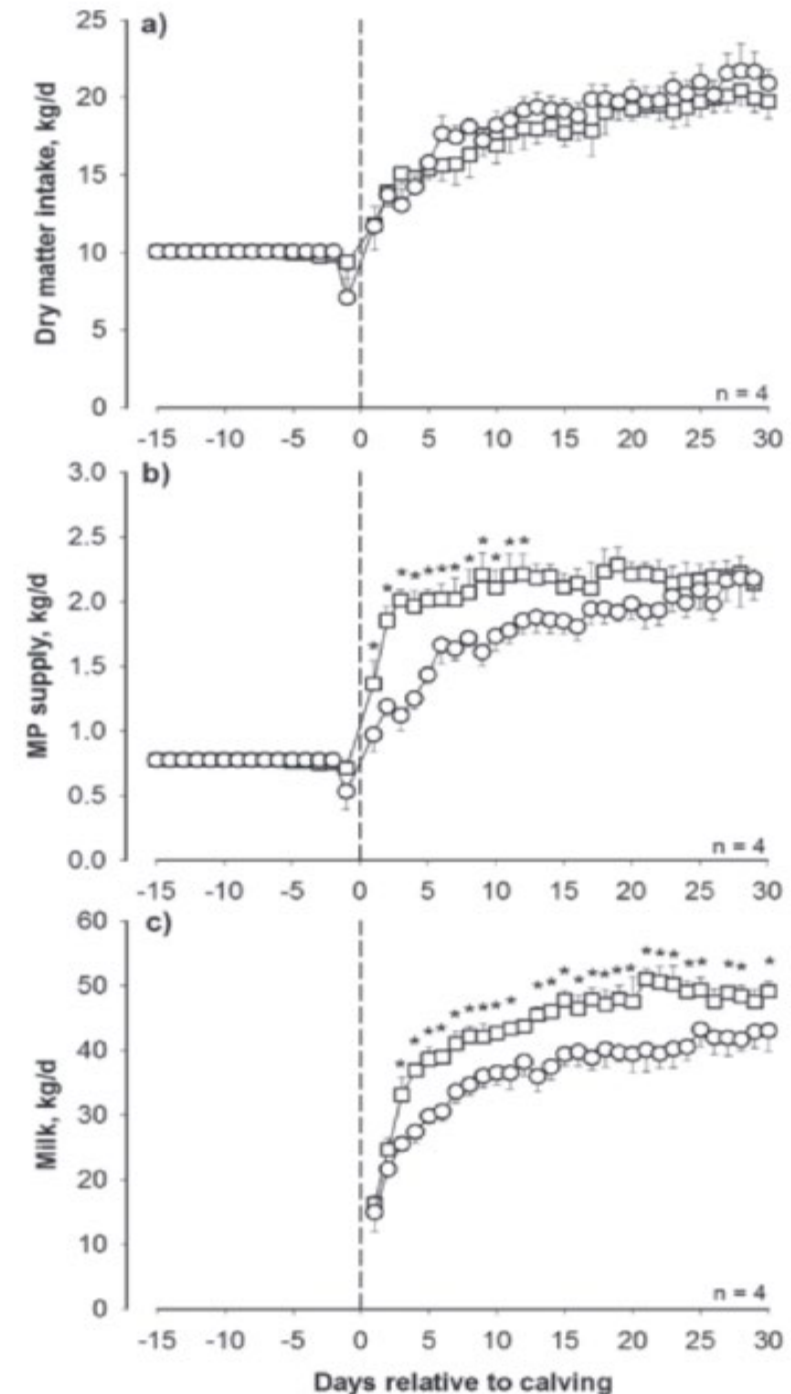 a)
Dry matter intake, kg/d
25
20
15
10
5
0
n = 4
-15 -10 -5 0 5 10 15 20 25 30
b)
MP supply, kg/d
3.0
2.5
2.0
1.5
1.0
0.5
0.0
* * * * * * * * * * * *
n = 4
-15 -10 -5 0 5 10 15 20 25 30
c)
Milk, kg/d
60
50
40
30
20
10
0
* * * * * * * * * * * * * * * * * * * * * * * * *
n = 4
-15 -10 -5 0 5 10 15 20 25 30
Days relative to calving